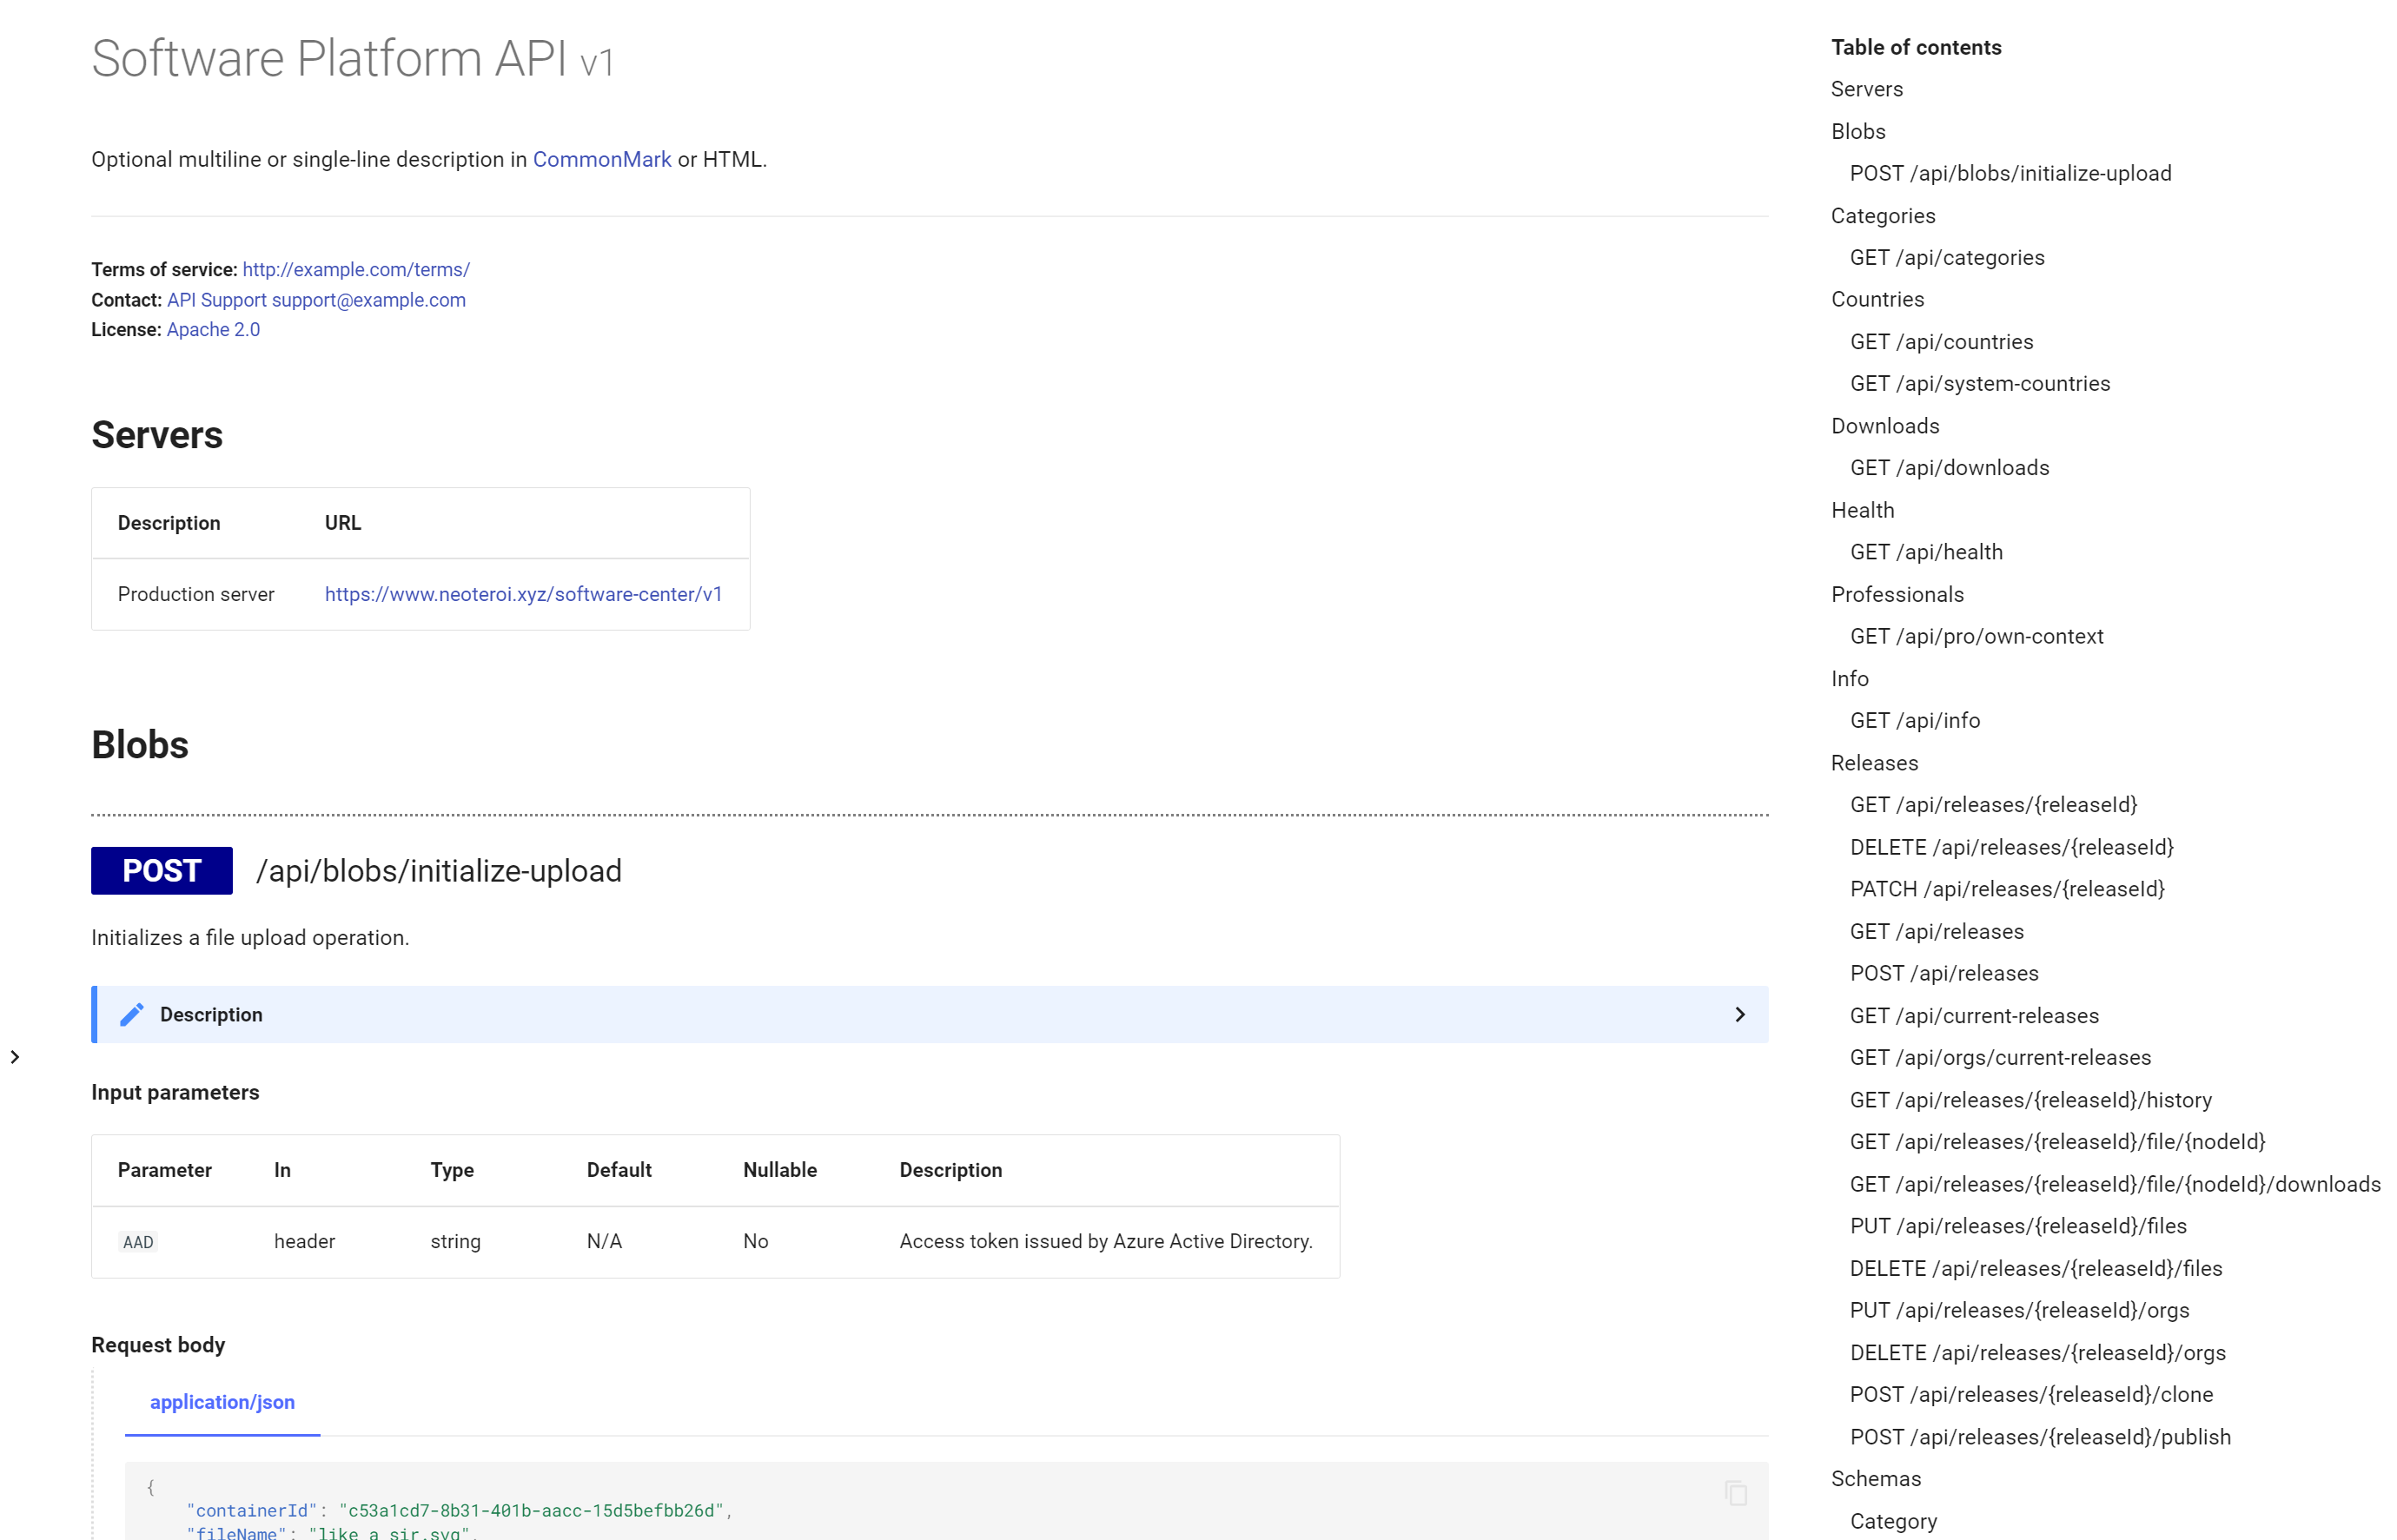 Software Platform API v1
Optional multiline or single-line description in CommonMark or HTML.
Terms of service: http://example.com/terms/
Contact: API Support support@example.com
License: Apache 2.0
Servers
Description URL
Production server https://www.neoteroi.xyz/software-center/v1
Blobs
POST /api/blobs/initialize-upload
Initializes a file upload operation.
Description
Input parameters
Parameter In Type Default Nullable Description
AAD header string N/A No Access token issued by Azure Active Directory.
Request body
application/json
{
"containerId": "c53a1cd7-8b31-401b-aacc-15d5befbb26d",
"fileName": "like a sir.svg",
Table of contents
Servers
Blobs
POST /api/blobs/initialize-upload
Categories
GET /api/categories
Countries
GET /api/countries
GET /api/system-countries
Downloads
GET /api/downloads
Health
GET /api/health
Professionals
GET /api/pro/own-context
Info
GET /api/info
Releases
GET /api/releases/{releaseId}
DELETE /api/releases/{releaseId}
PATCH /api/releases/{releaseId}
GET /api/releases
POST /api/releases
GET /api/current-releases
GET /api/orgs/current-releases
GET /api/releases/{releaseId}/history
GET /api/releases/{releaseId}/file/{nodeId}
GET /api/releases/{releaseId}/file/{nodeId}/downloads
PUT /api/releases/{releaseId}/files
DELETE /api/releases/{releaseId}/files
PUT /api/releases/{releaseId}/orgs
DELETE /api/releases/{releaseId}/orgs
POST /api/releases/{releaseId}/clone
POST /api/releases/{releaseId}/publish
Schemas
Category